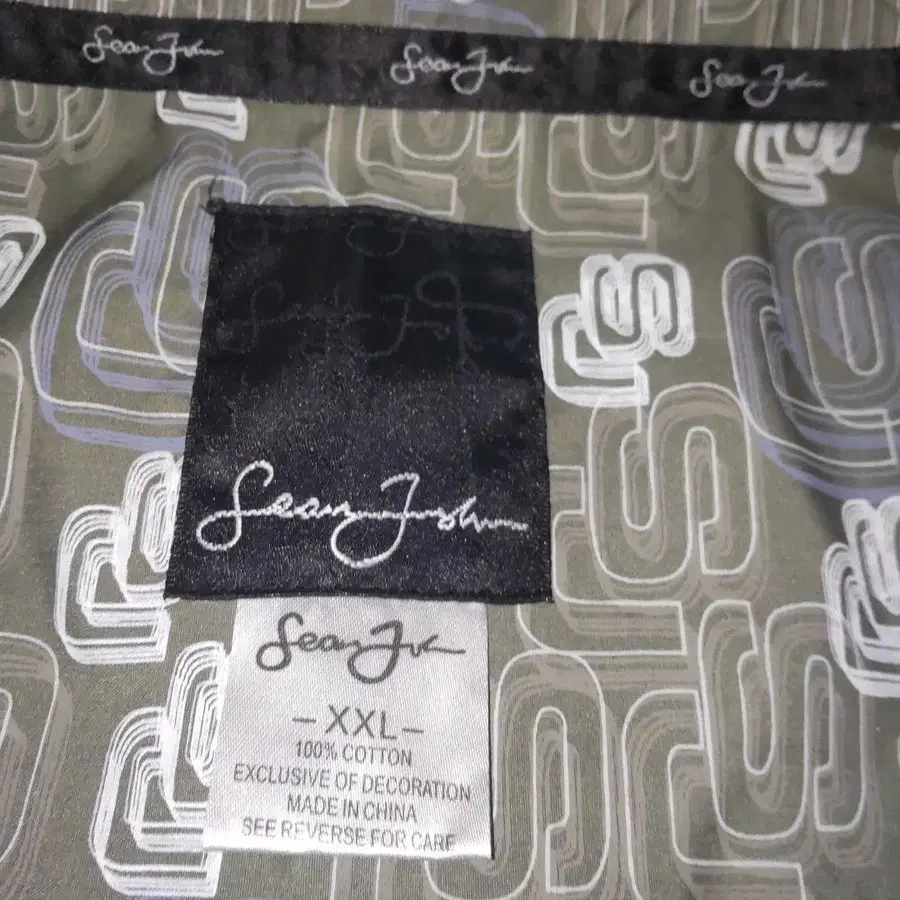 Sean John Sean John Sean John
Sean John
Sean John
- XXL -
100% COTTON
EXCLUSIVE OF DECORATION
MADE IN CHINA
SEE REVERSE FOR CARE